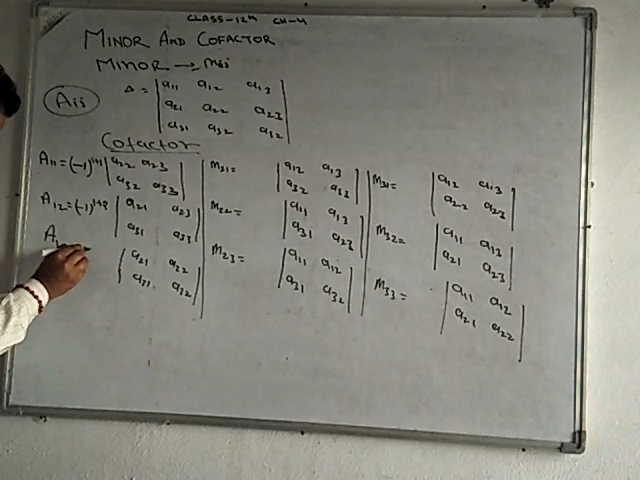 CLASS-12th CH-4
MINOR AND COFACTOR
MINOR → Mij
Aij
Δ = | a11 a12 a13 |
| a21 a22 a23 |
| a31 a32 a32 |
Cofactor
A11 = (-1)1+1 | a22 a23 |
| a32 a33 |
A12 = (-1)1+2 | a21 a23 |
| a31 a33 |
A
| a21 a22 |
| a31 a32 |
M21 = | a12 a13 |
| a32 a33 |
M22 = | a11 a13 |
| a31 a23 |
M23 = | a11 a12 |
| a31 a32 |
M31 = | a12 a13 |
| a22 a23 |
M32 = | a11 a13 |
| a21 a23 |
M33 = | a11 a12 |
| a21 a22 |